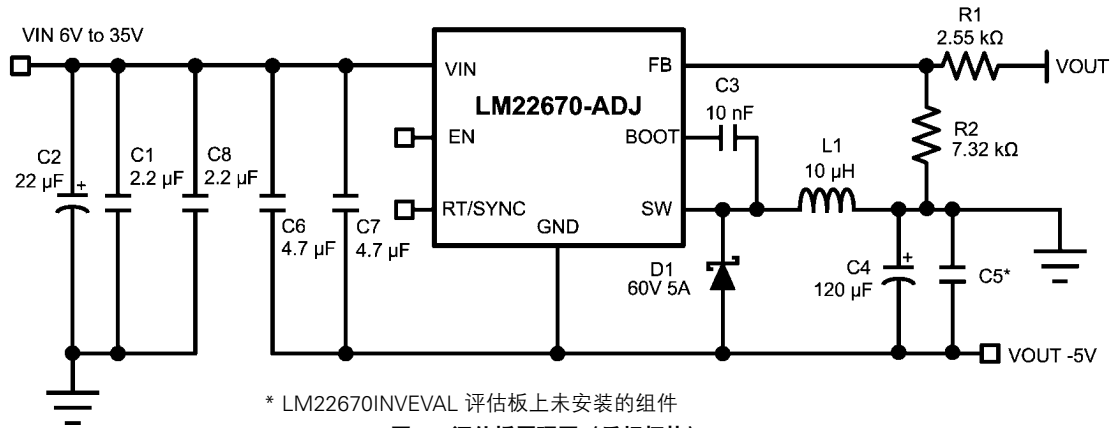 VIN 6V to 35V
R1
2.55 kΩ
VOUT
VIN
FB
LM22670-ADJ
C3
10 nF
EN
BOOT
R2
7.32 kΩ
L1
10 µH
C2
22 µF
+
C1
2.2 µF
C8
2.2 µF
RT/SYNC
SW
GND
C6
4.7 µF
C7
4.7 µF
D1
60V 5A
C4
120 µF
+
C5*
VOUT -5V
* LM22670INVEVAL 评估板上未安装的组件